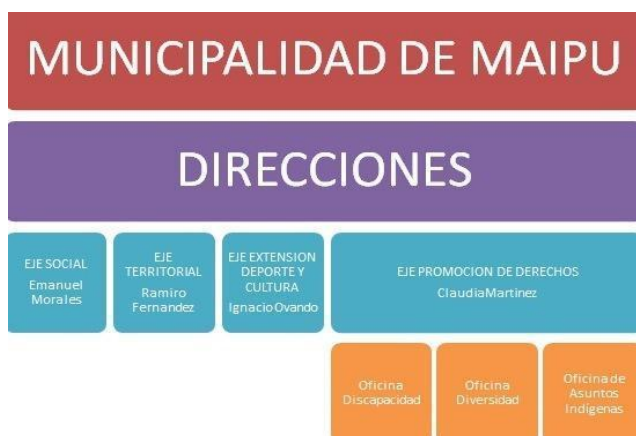 MUNICIPALIDAD DE MAIPU
DIRECCIONES
EJE SOCIAL
Emanuel
Morales
EJE
TERRITORIAL
Ramiro
Fernandez
EJE EXTENSION
DEPORTE Y
CULTURA
Ignacio Ovando
EJE PROMOCION DE DERECHOS
ClaudiaMartinez
Oficina
Discapacidad
Oficina
Diversidad
Oficina de
Asuntos
Indigenas